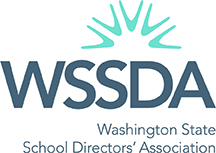 WSSDA
Washington State
School Directors' Association